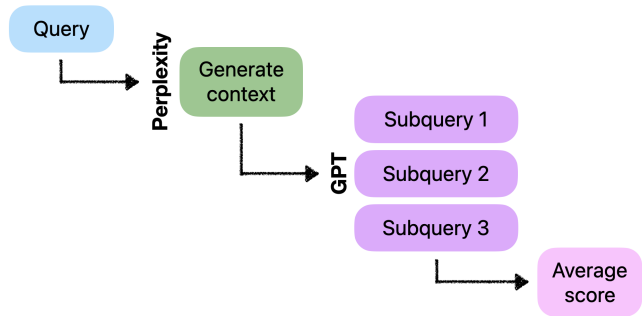 Query
Perplexity
Generate
context
GPT
Subquery 1
Subquery 2
Subquery 3
Average
score